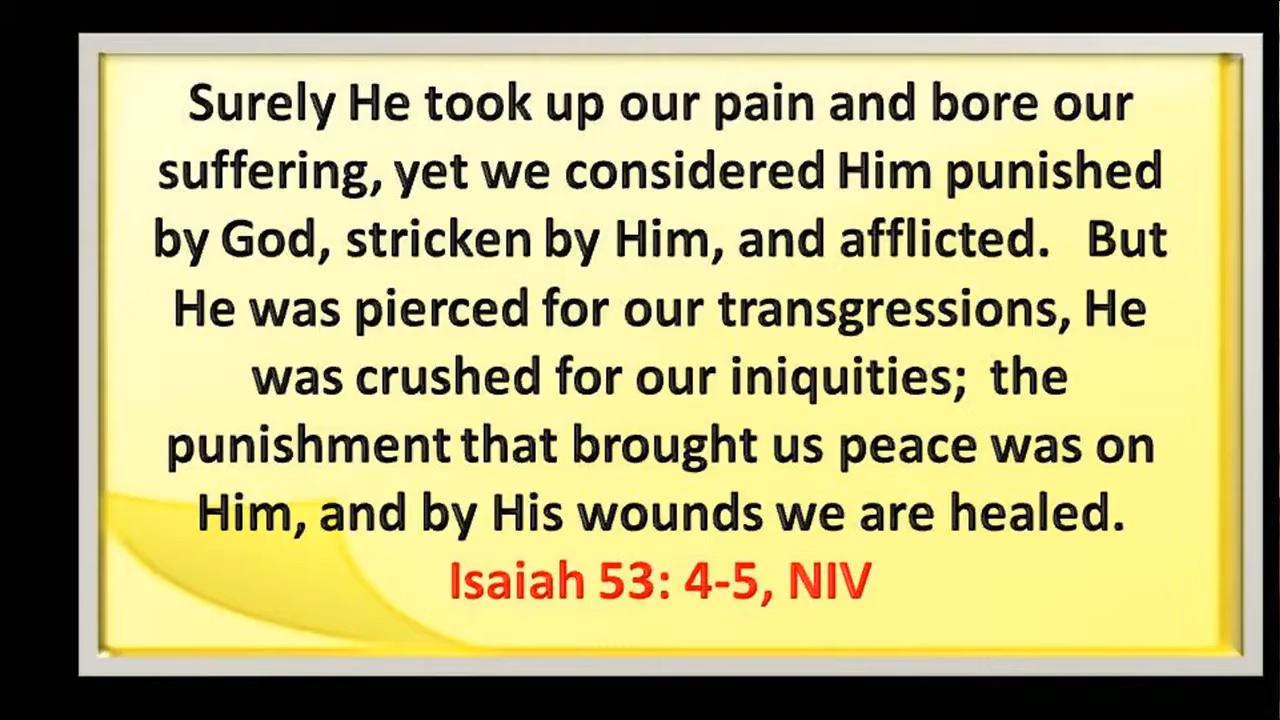 Surely He took up our pain and bore our
suffering, yet we considered Him punished
by God, stricken by Him, and afflicted.   But
He was pierced for our transgressions, He
was crushed for our iniquities;  the
punishment that brought us peace was on
Him, and by His wounds we are healed.
Isaiah 53: 4-5, NIV